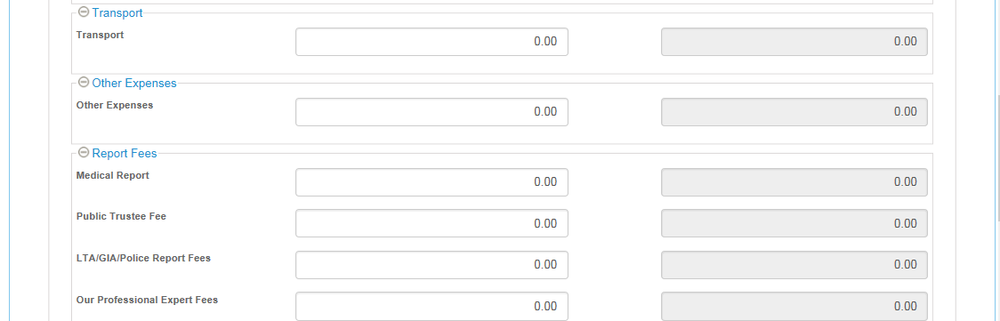 Transport
Transport 0.00 0.00
Other Expenses
Other Expenses 0.00 0.00
Report Fees
Medical Report 0.00 0.00
Public Trustee Fee 0.00 0.00
LTA/GIA/Police Report Fees 0.00 0.00
Our Professional Expert Fees 0.00 0.00